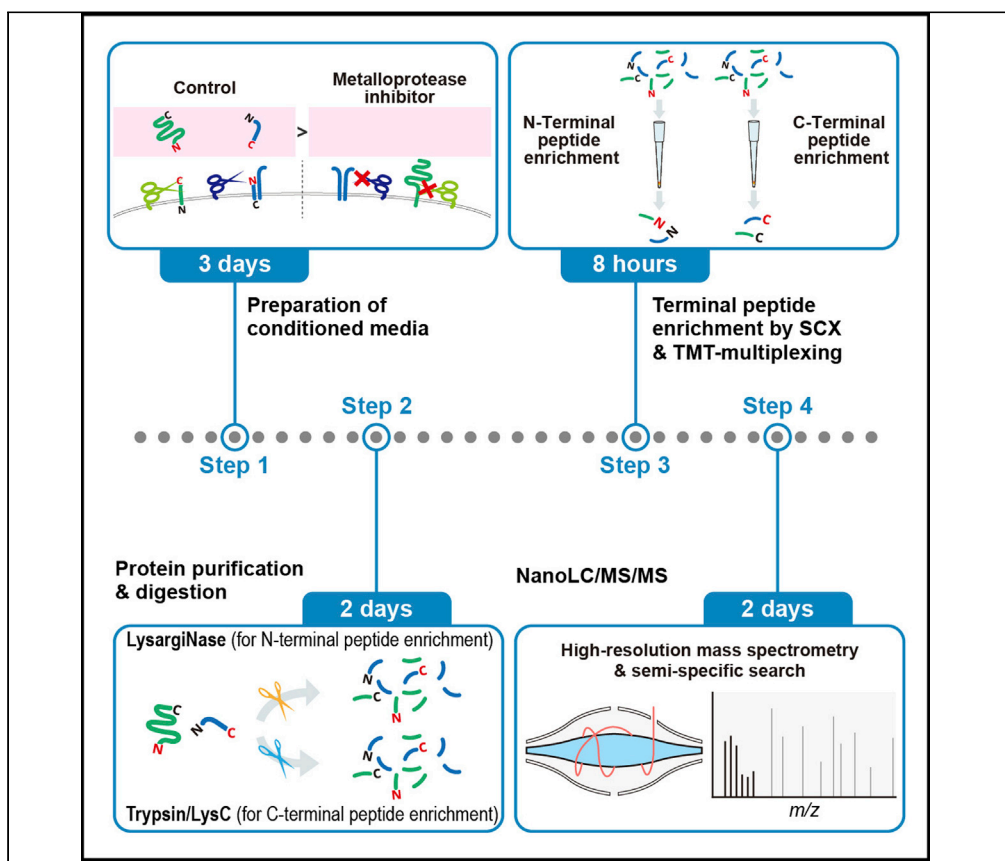 Control
Metalloprotease
inhibitor
C
N
N
C
>
C
N
N
C
3 days
Preparation of
conditioned media
N-Terminal
peptide
enrichment
C-Terminal
peptide
enrichment
N
C
C
N
N
C
C
N
N
N
C
C
8 hours
Terminal peptide
enrichment by SCX
& TMT-multiplexing
Step 1
Step 2
Step 3
Step 4
Protein purification
& digestion
2 days
LysargiNase (for N-terminal peptide enrichment)
C
N
N
C
N
C
C
N
N
C
C
N
Trypsin/LysC (for C-terminal peptide enrichment)
NanoLC/MS/MS
2 days
High-resolution mass spectrometry
& semi-specific search
m/z